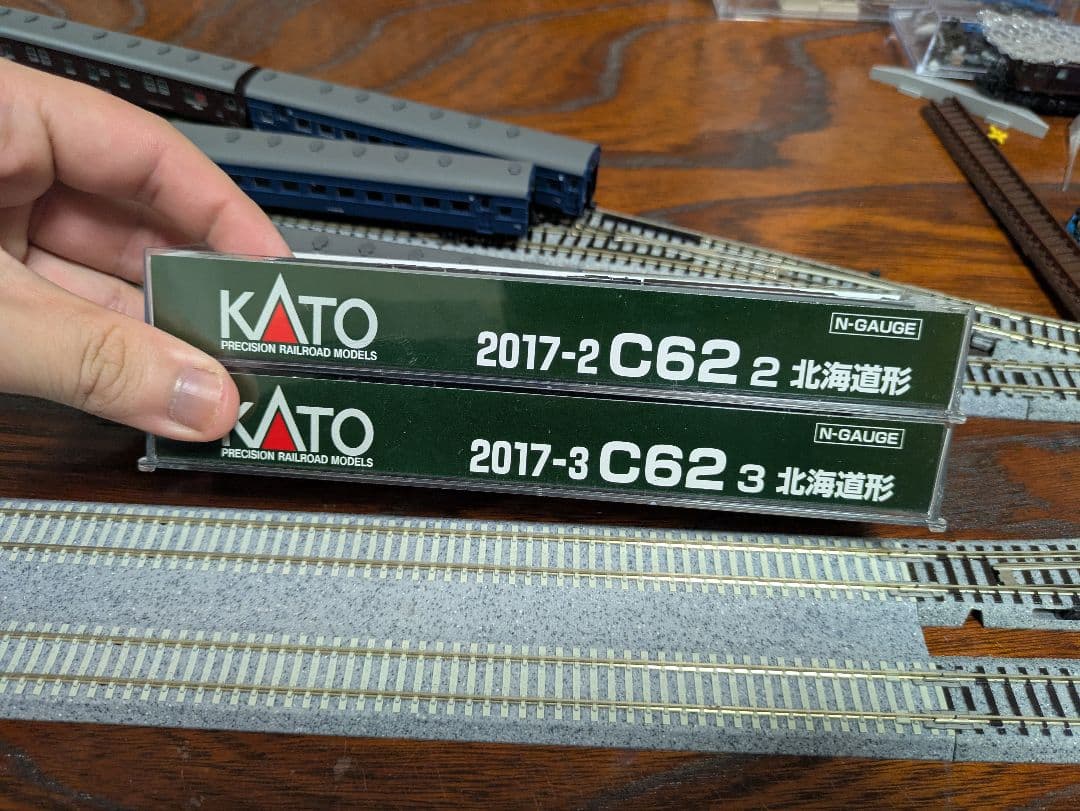 KATO
PRECISION RAILROAD MODELS
N-GAUGE
2017-2 C62 2 北海道形
KATO
PRECISION RAILROAD MODELS
N-GAUGE
2017-3 C62 3 北海道形